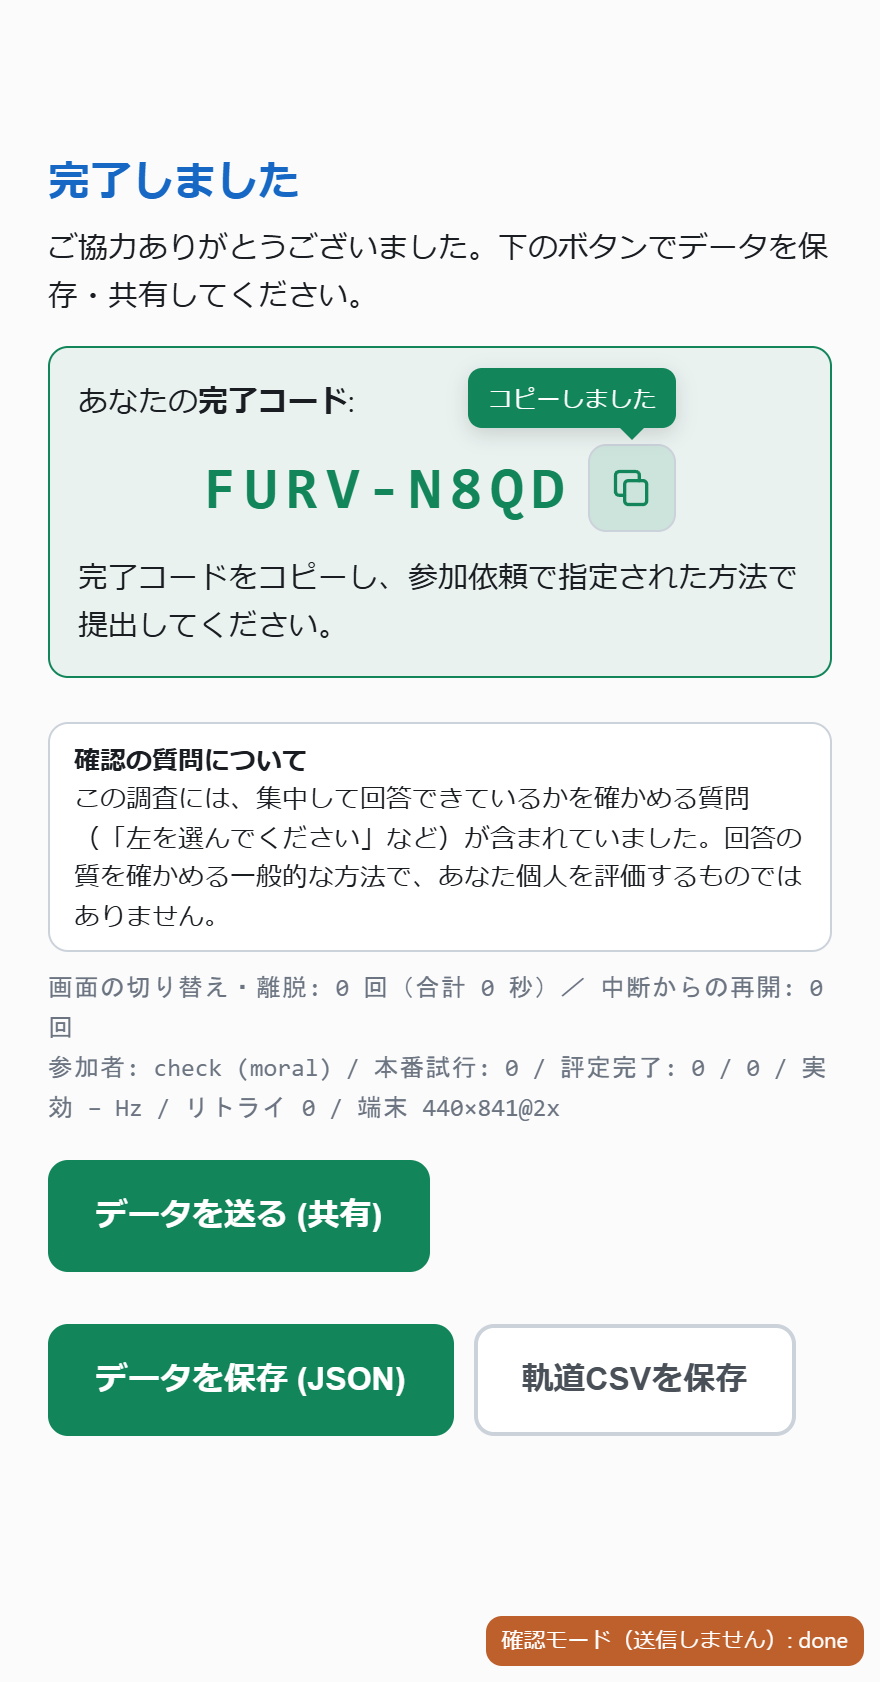 完了しました
ご協力ありがとうございました。下のボタンでデータを保
存・共有してください。
コピーしました
あなたの完了コード:
FURV-N8QD
完了コードをコピーし、参加依頼で指定された方法で
提出してください。
確認の質問について
この調査には、集中して回答できているかを確かめる質問
（「左を選んでください」など）が含まれていました。回答の
質を確かめる一般的な方法で、あなた個人を評価するものでは
ありません。
画面の切り替え・離脱: 0 回（合計 0 秒）／ 中断からの再開: 0
回
参加者: check (moral) / 本番試行: 0 / 評定完了: 0 / 0 / 実
効 – Hz / リトライ 0 / 端末 440×841@2x
データを送る (共有)
データを保存 (JSON)
軌道CSVを保存
確認モード（送信しません）: done